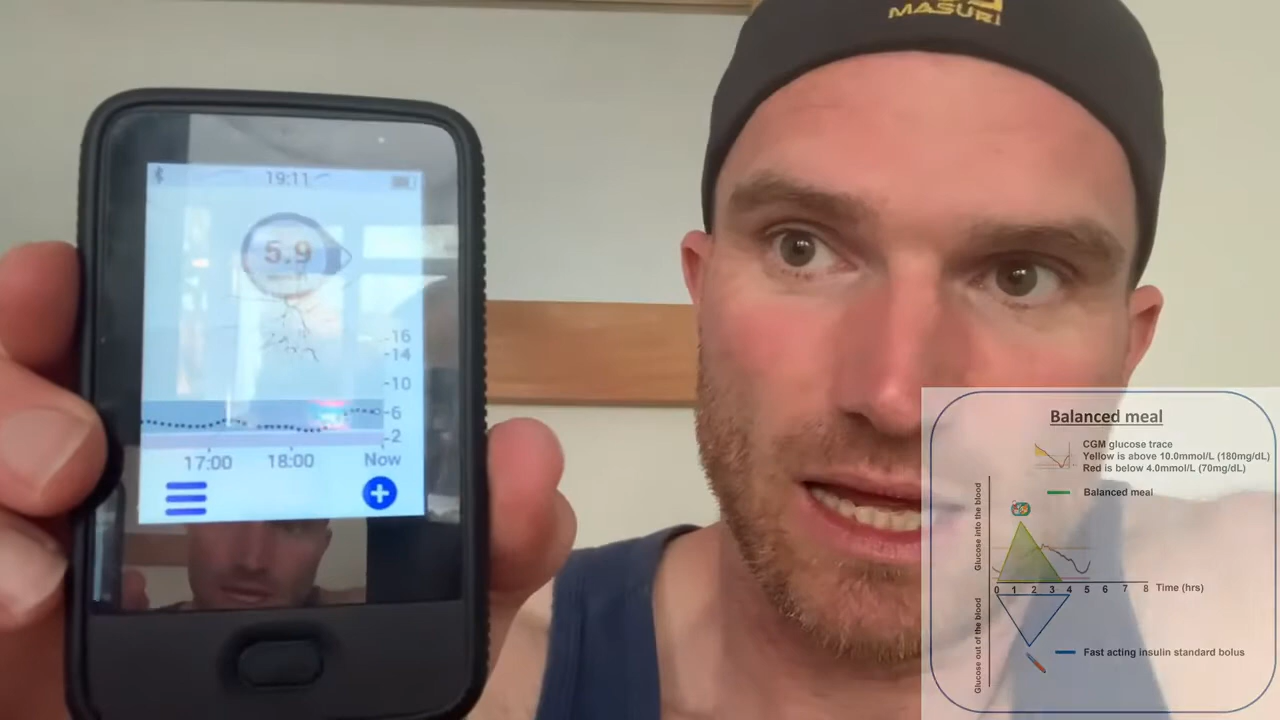 MASURI
19:11
5.9
-16
-14
-10
-6
-2
17:00
18:00
Now
Balanced meal
CGM glucose trace
Yellow is above 10.0mmol/L (180mg/dL)
Red is below 4.0mmol/L (70mg/dL)
Balanced meal
Glucose into the blood
0 1 2 3 4 5 6 7 8 Time (hrs)
Glucose out of the blood
Fast acting insulin standard bolus